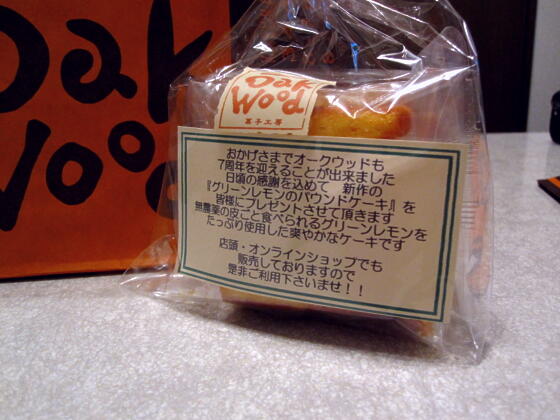 Oak
Wood
Oak
Wood
菓子工房
おかげさまでオークウッドも
7周年を迎えることが出来ました
日頃の感謝を込めて 新作の
『グリーンレモンのパウンドケーキ』を
皆様にプレゼントさせて頂きます
無農薬の皮ごと食べられるグリーンレモンを
たっぷり使用した爽やかなケーキです
店頭・オンラインショップでも
販売しておりますので
是非ご利用下さいませ！！